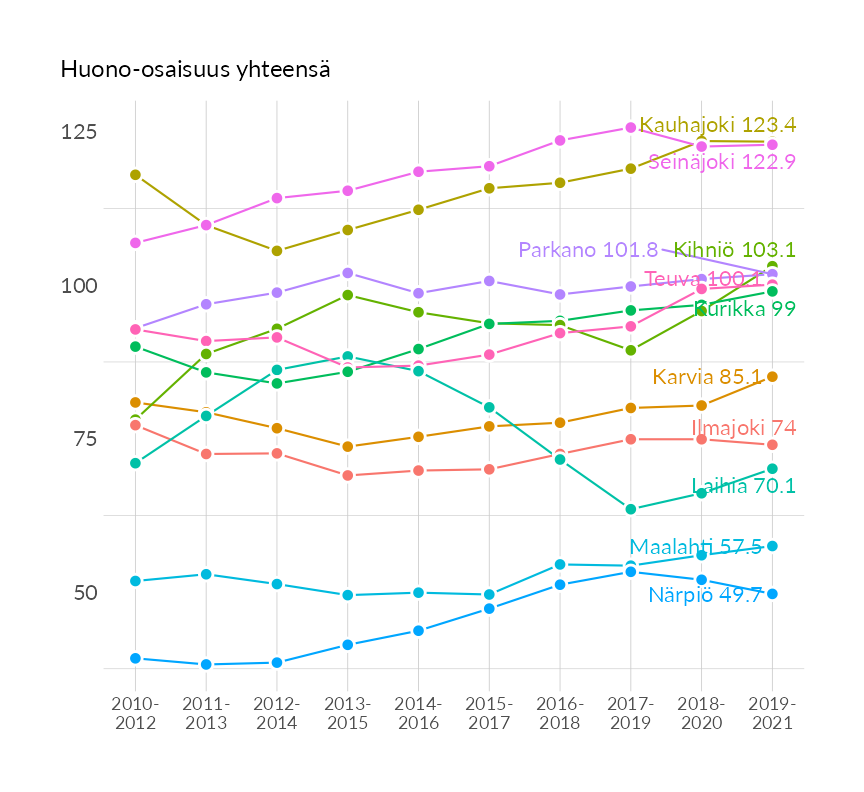 Huono-osaisuus yhteensä
125
Kauhajoki 123.4
Seinäjoki 122.9
Parkano 101.8
Kihniö 103.1
100
Teuva 100.1
Kurikka 99
Karvia 85.1
75
Ilmajoki 74
Laihia 70.1
Maalahti 57.5
50
Närpiö 49.7
2010-
2012
2011-
2013
2012-
2014
2013-
2015
2014-
2016
2015-
2017
2016-
2018
2017-
2019
2018-
2020
2019-
2021